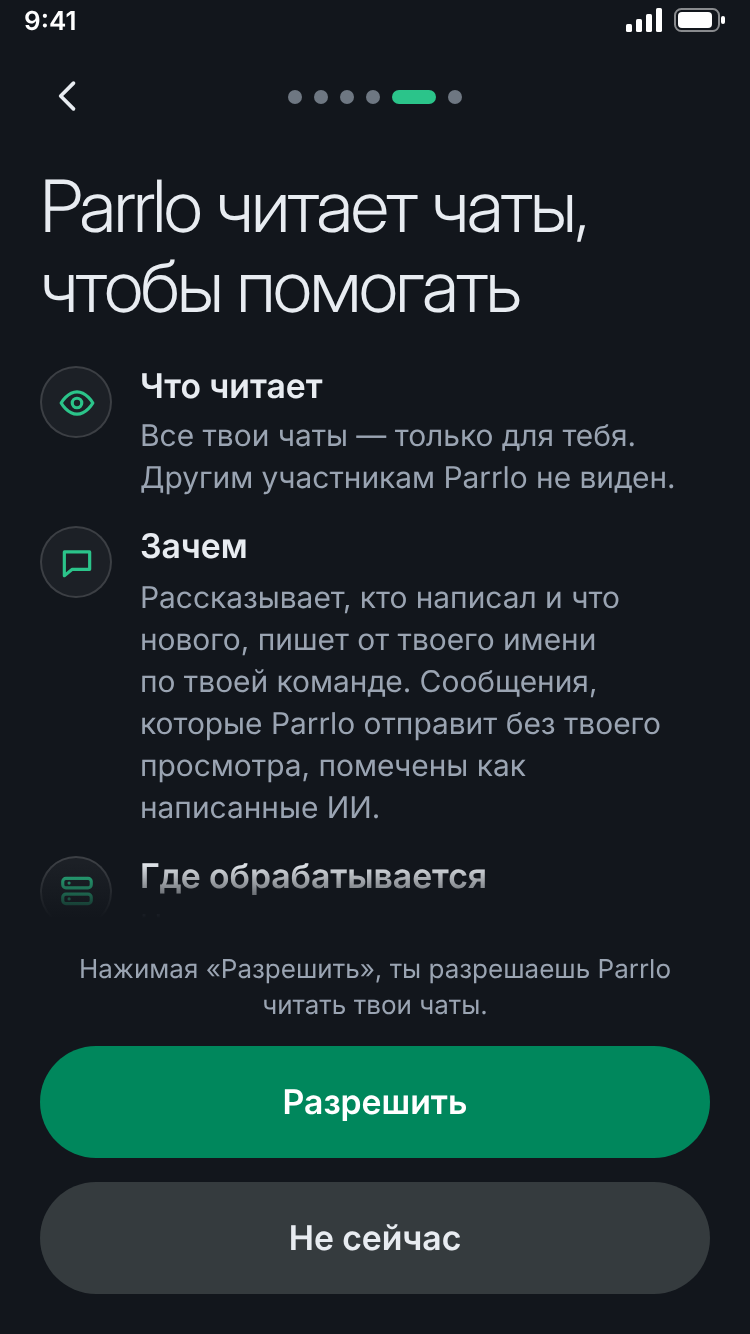 9:41
Parrlo читает чаты,
чтобы помогать
Что читает
Все твои чаты — только для тебя.
Другим участникам Parrlo не виден.
Зачем
Рассказывает, кто написал и что
нового, пишет от твоего имени
по твоей команде. Сообщения,
которые Parrlo отправит без твоего
просмотра, помечены как
написанные ИИ.
Где обрабатывается
Нажимая «Разрешить», ты разрешаешь Parrlo
читать твои чаты.
Разрешить
Не сейчас